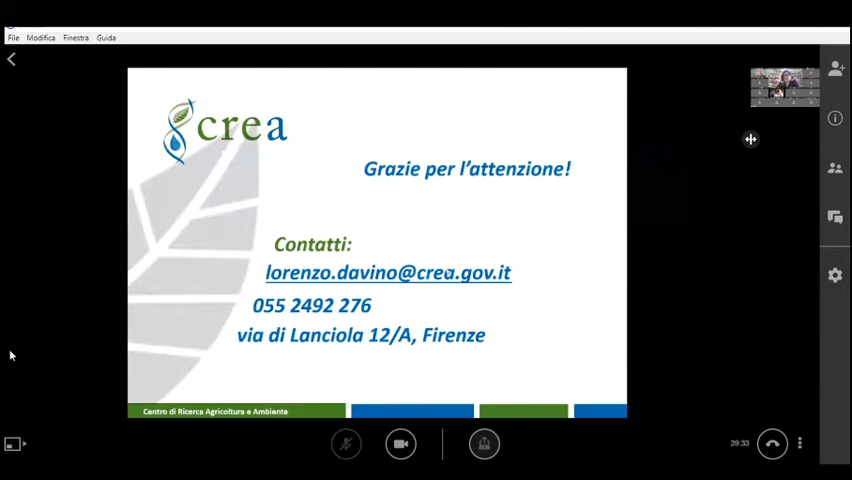 File Modifica Finestra Guida
crea
Grazie per l'attenzione!
Contatti:
lorenzo.davino@crea.gov.it
055 2492 276
via di Lanciola 12/A, Firenze
Centro di Ricerca Agricoltura e Ambiente
39:33